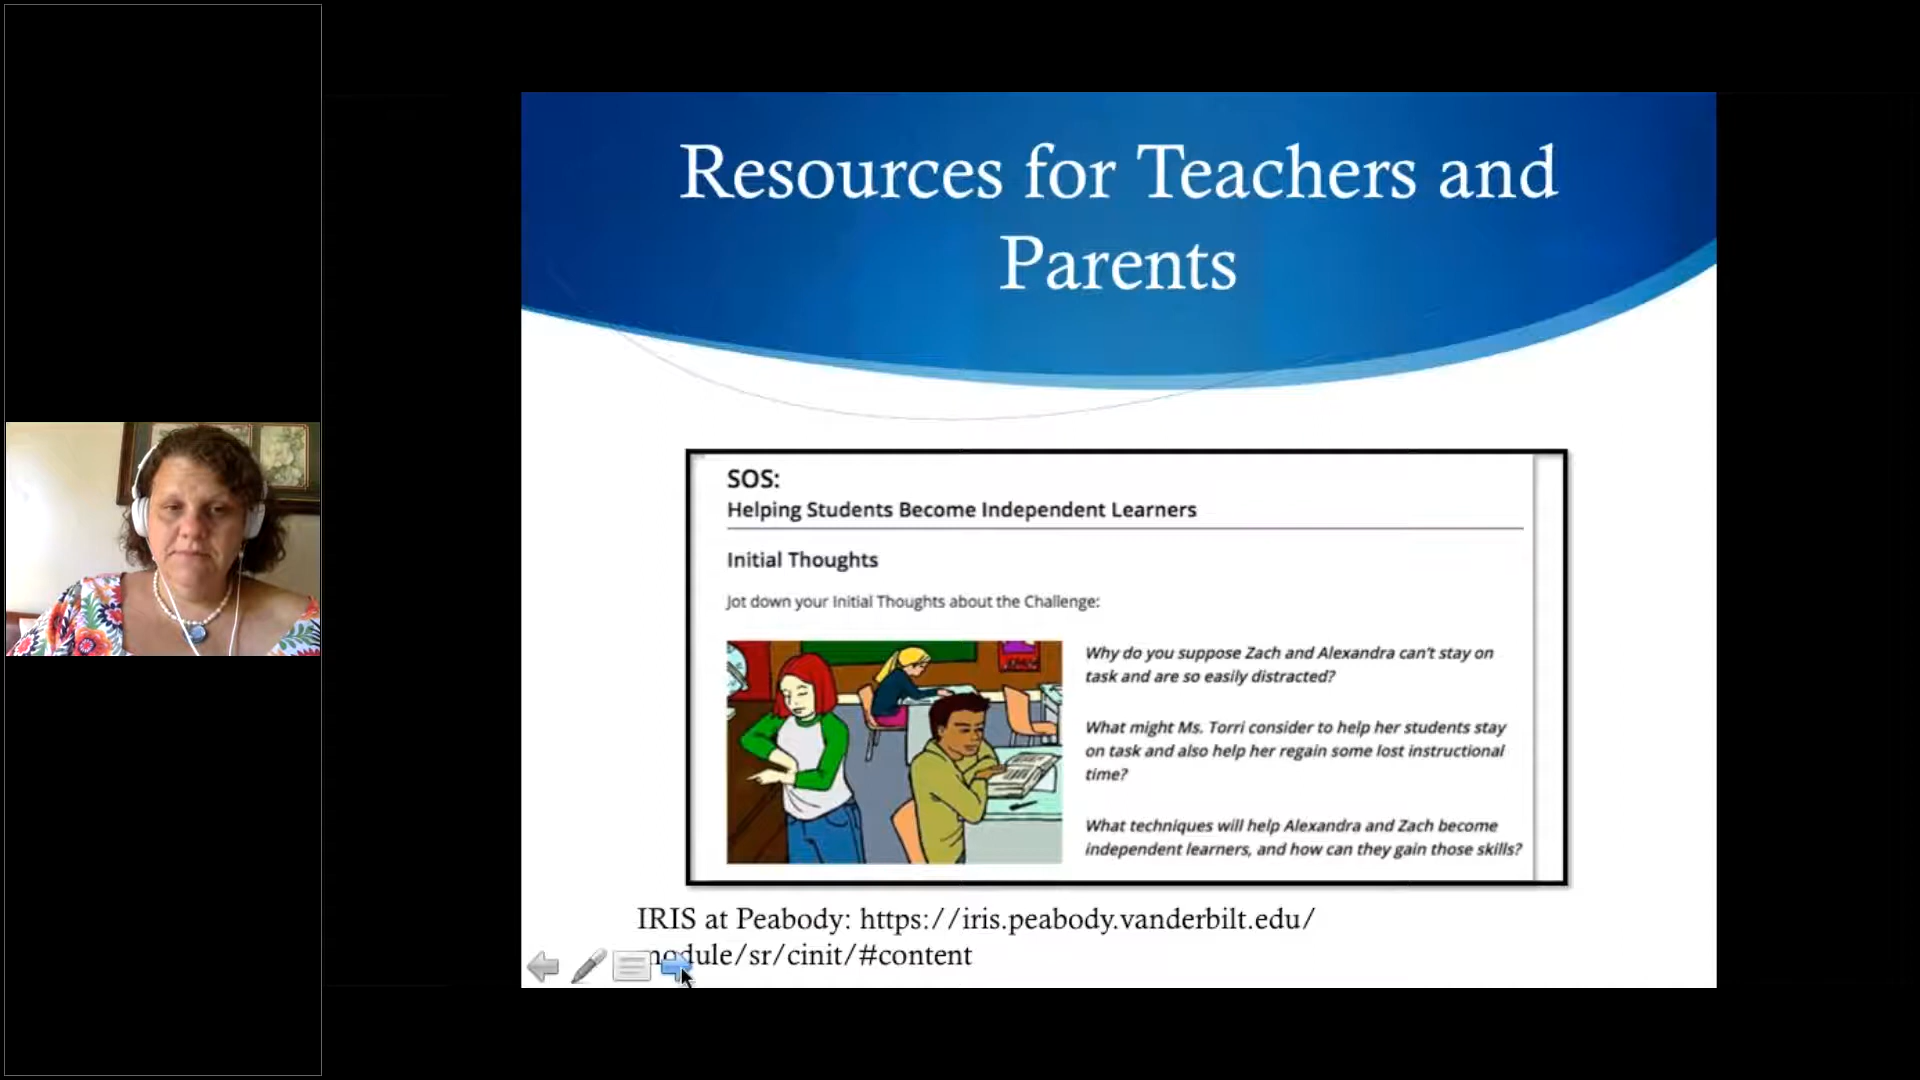 Resources for Teachers and
Parents
SOS:
Helping Students Become Independent Learners
Initial Thoughts
Jot down your Initial Thoughts about the Challenge:
Why do you suppose Zach and Alexandra can't stay on
task and are so easily distracted?
What might Ms. Torri consider to help her students stay
on task and also help her regain some lost instructional
time?
What techniques will help Alexandra and Zach become
independent learners, and how can they gain those skills?
IRIS at Peabody: https://iris.peabody.vanderbilt.edu/
module/sr/cinit/#content